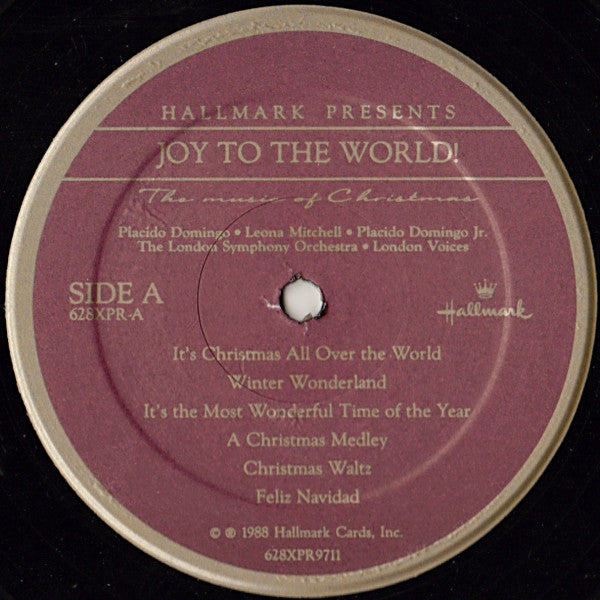 HALLMARK PRESENTS
JOY TO THE WORLD!
The music of Christmas
Placido Domingo • Leona Mitchell • Placido Domingo Jr.
The London Symphony Orchestra • London Voices
SIDE A
628XPR-A
Hallmark
It's Christmas All Over the World
Winter Wonderland
It's the Most Wonderful Time of the Year
A Christmas Medley
Christmas Waltz
Feliz Navidad
© ℗ 1988 Hallmark Cards, Inc.
628XPR9711